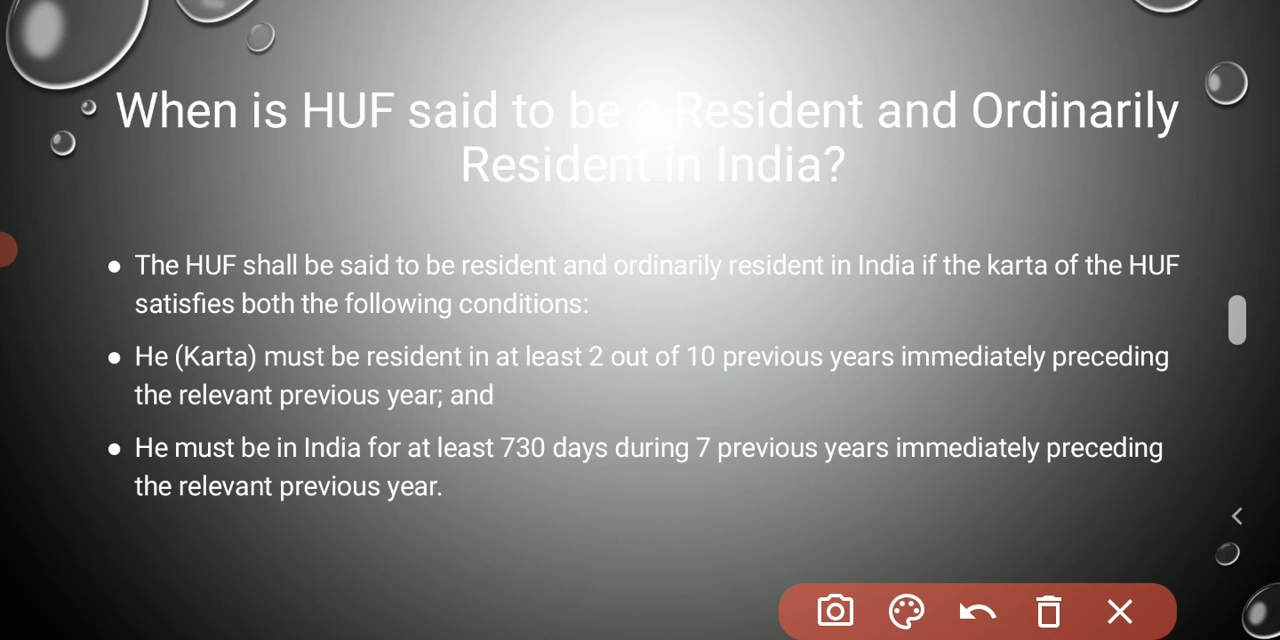 When is HUF said to be a Resident and Ordinarily
Resident in India?
● The HUF shall be said to be resident and ordinarily resident in India if the karta of the HUF
satisfies both the following conditions:
● He (Karta) must be resident in at least 2 out of 10 previous years immediately preceding
the relevant previous year; and
● He must be in India for at least 730 days during 7 previous years immediately preceding
the relevant previous year.